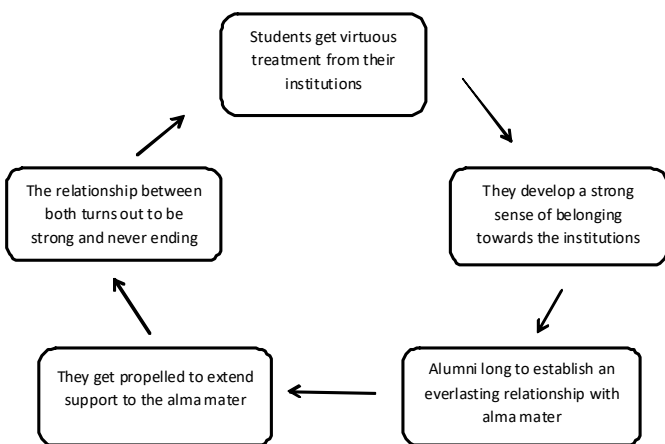 Students get virtuous
treatment from their
institutions
They develop a strong
sense of belonging
towards the institutions
Alumni long to establish an
everlasting relationship with
alma mater
They get propelled to extend
support to the alma mater
The relationship between
both turns out to be
strong and never ending